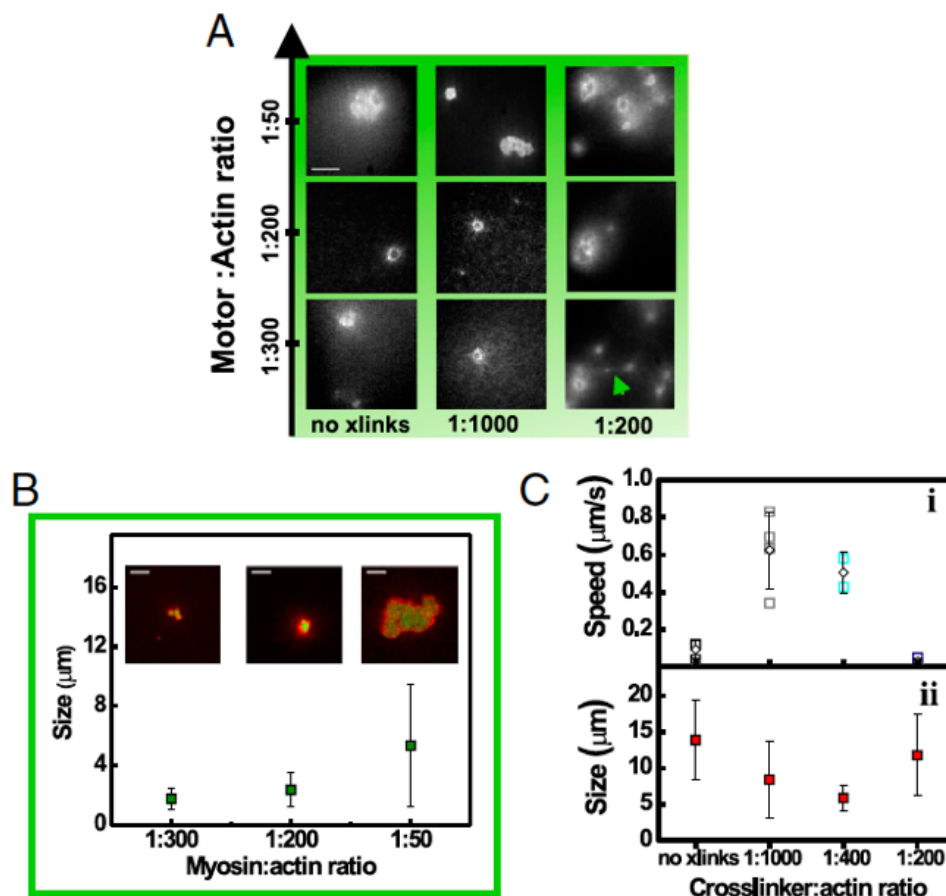 A
Motor :Actin ratio
1:50
1:200
1:300
no xlinks 1:1000 1:200
B
Size (μm)
16
12
8
4
0
1:300 1:200 1:50
Myosin:actin ratio
C
Speed (μm/s)
1.0
0.8
0.6
0.4
0.2
i
Size (μm)
20
15
10
5
0
ii
no xlinks 1:1000 1:400 1:200
Crosslinker:actin ratio